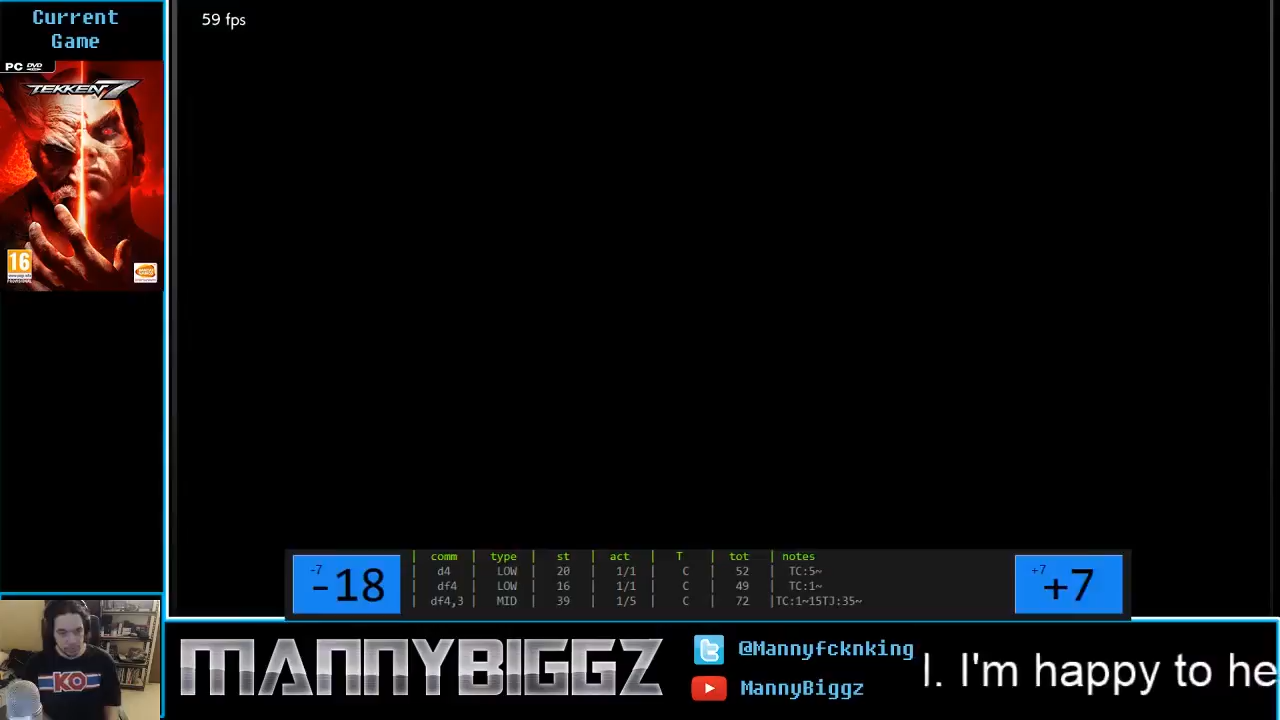 Current
Game
59 fps
PC DVD
TEKKEN 7
16
| comm | type | st | act | T | tot | notes
| d4 | LOW | 20 | 1/1 | C | 52 | TC:5~
| df4 | LOW | 16 | 1/1 | C | 49 | TC:1~
| df4,3 | MID | 39 | 1/5 | C | 72 |TC:1~15TJ:35~
-7
-18
+7
+7
KO
MANNYBIGGZ
@Mannyfcknking
MannyBiggz
l. I'm happy to he